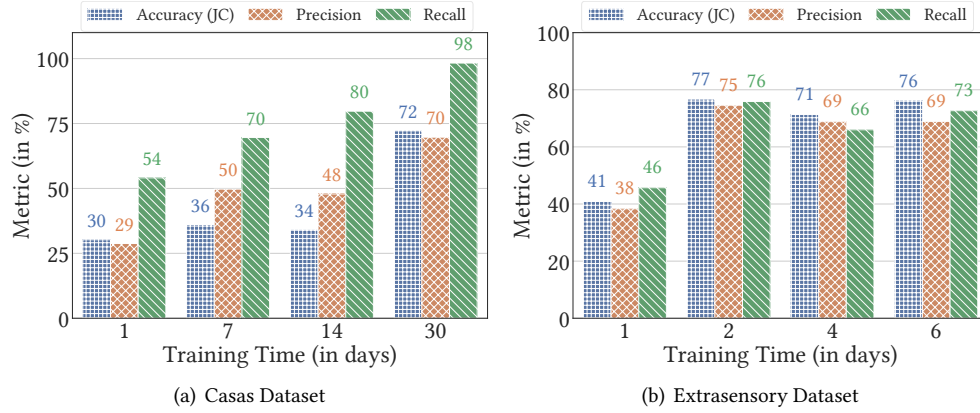 Accuracy (JC) Precision Recall
Metric (in %)
100
75
50
25
0
30 29 54
36 50 70
34 48 80
72 70 98
1 7 14 30
Training Time (in days)
(a) Casas Dataset
Accuracy (JC) Precision Recall
Metric (in %)
100
80
60
40
20
0
41 38 46
77 75 76
71 69 66
76 69 73
1 2 4 6
Training Time (in days)
(b) Extrasensory Dataset